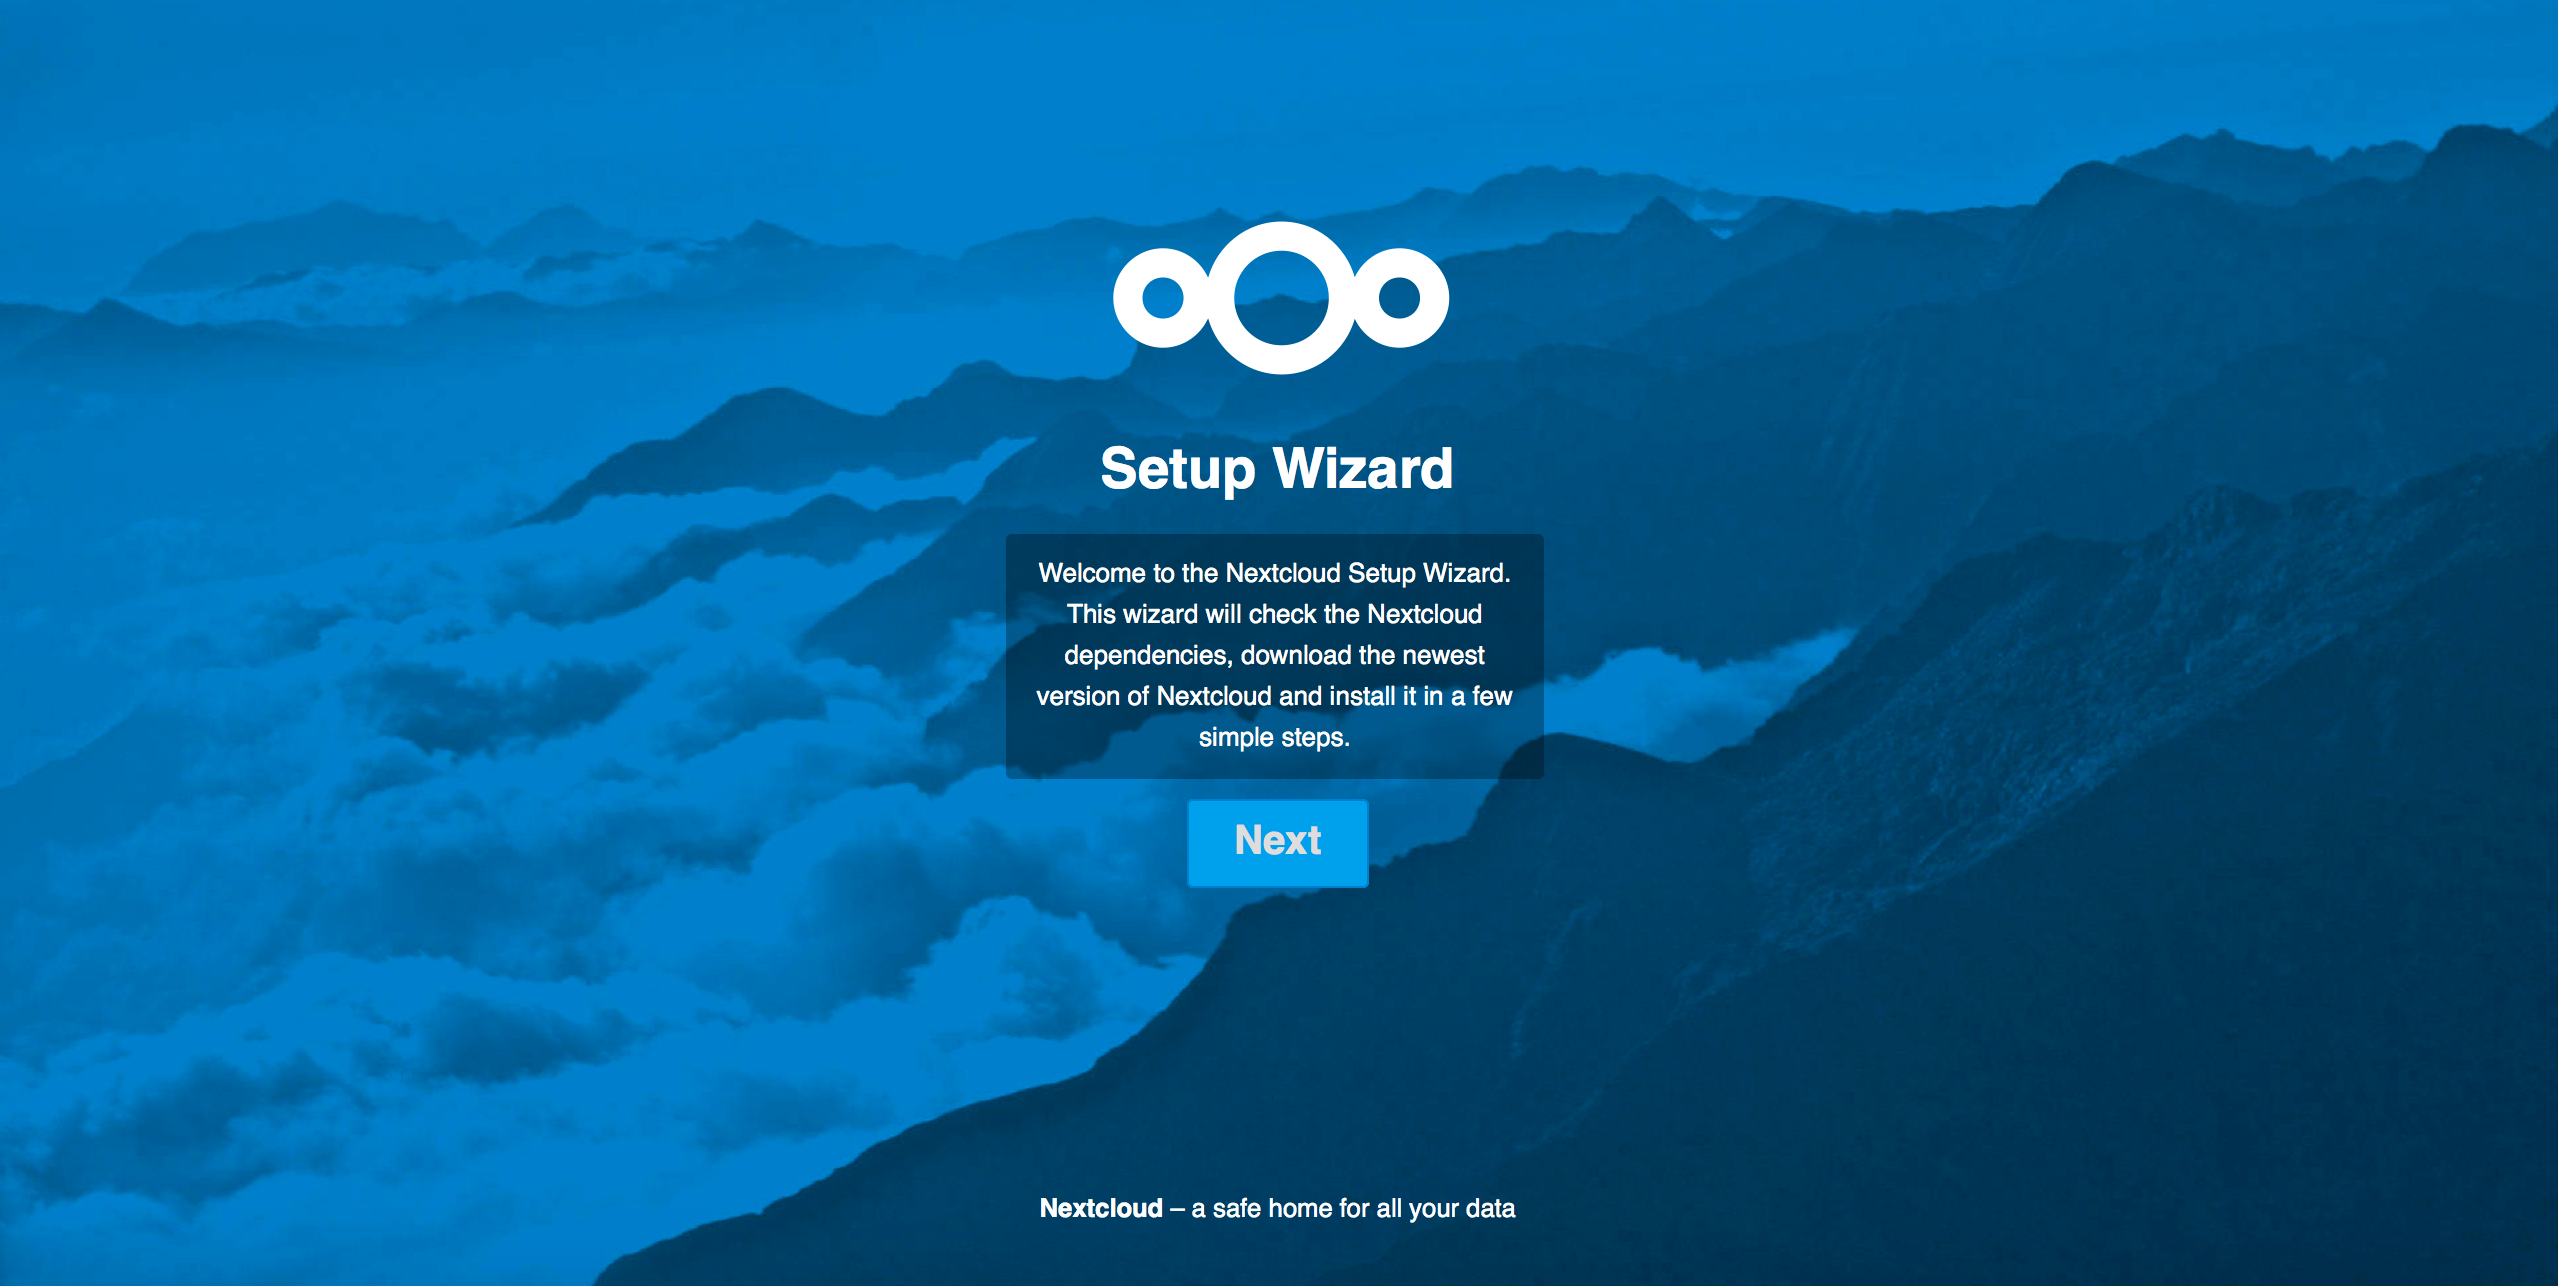 Setup Wizard
Welcome to the Nextcloud Setup Wizard.
This wizard will check the Nextcloud
dependencies, download the newest
version of Nextcloud and install it in a few
simple steps.
Next
Nextcloud – a safe home for all your data